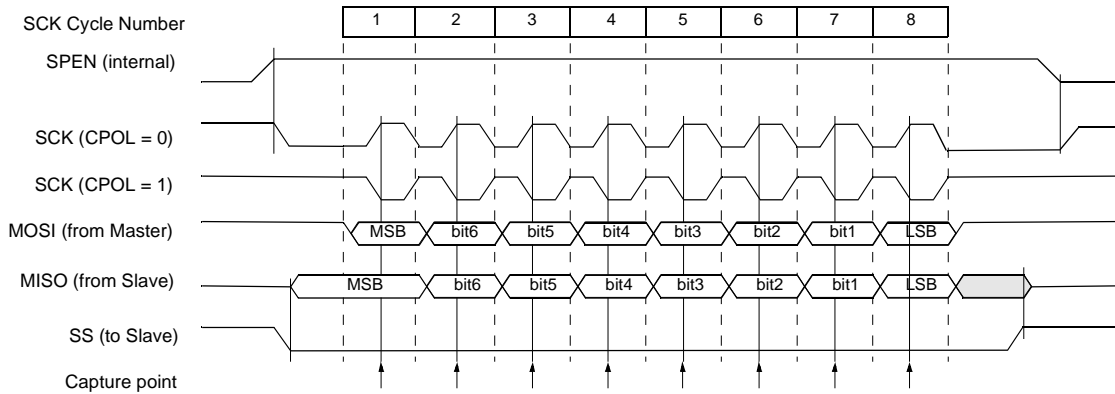 SCK Cycle Number 1 2 3 4 5 6 7 8
SPEN (internal)
SCK (CPOL = 0)
SCK (CPOL = 1)
MOSI (from Master) MSB bit6 bit5 bit4 bit3 bit2 bit1 LSB
MISO (from Slave) MSB bit6 bit5 bit4 bit3 bit2 bit1 LSB
SS (to Slave)
Capture point